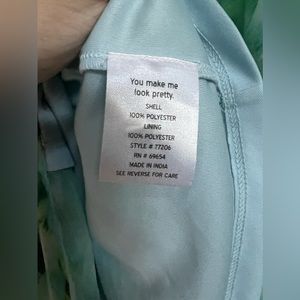 You make me
look pretty.
SHELL
100% POLYESTER
LINING
100% POLYESTER
STYLE # 77206
RN # 69654
MADE IN INDIA
SEE REVERSE FOR CARE